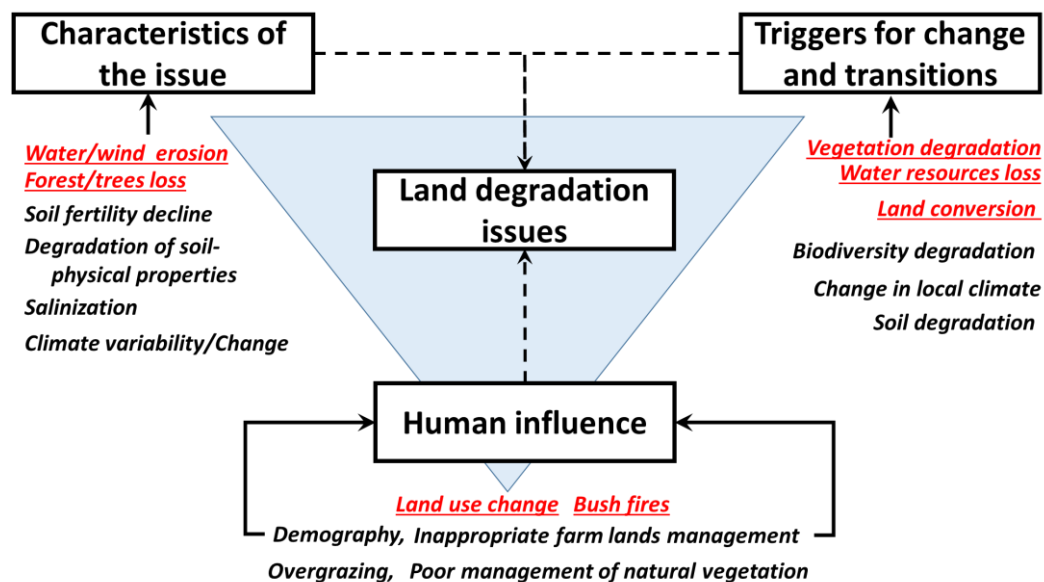 Characteristics of
the issue
Triggers for change
and transitions
Water/wind erosion
Forest/trees loss
Soil fertility decline
Degradation of soil-
physical properties
Salinization
Climate variability/Change
Land degradation
issues
Vegetation degradation
Water resources loss
Land conversion
Biodiversity degradation
Change in local climate
Soil degradation
Human influence
Land use change Bush fires
Demography, Inappropriate farm lands management
Overgrazing, Poor management of natural vegetation